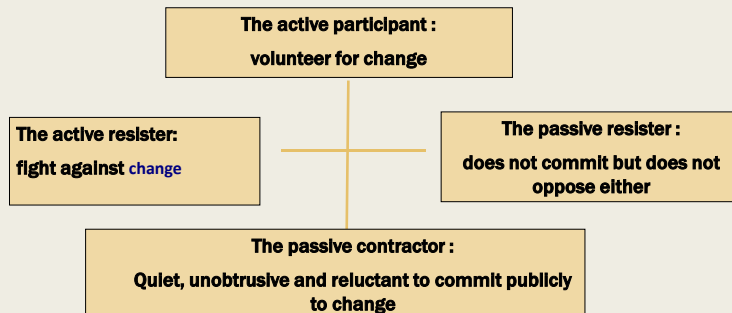 The active participant :
volunteer for change
The active resister:
fight against change
The passive resister :
does not commit but does not
oppose either
The passive contractor :
Quiet, unobtrusive and reluctant to commit publicly
to change